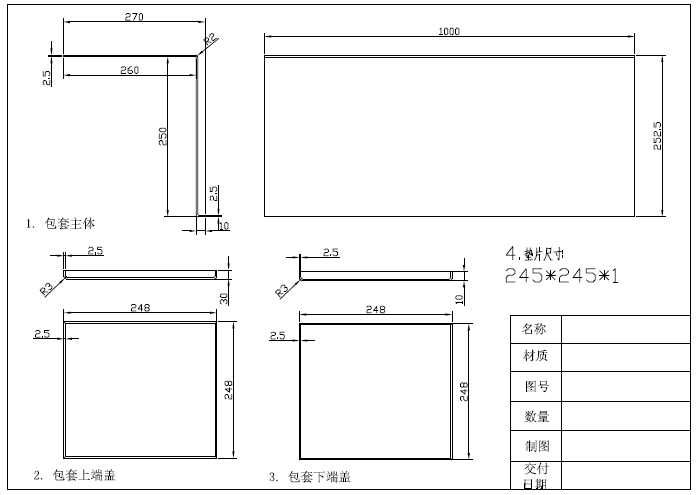 270
R2
2.5
260
250
2.5
10
1. 包套主体
1000
252.5
2.5
R3
30
248
2.5
248
2. 包套上端盖
2.5
R3
10
248
2.5
248
3. 包套下端盖
4.垫片尺寸:
245*245*1
名称
材质
图号
数量
制图
交付
日期